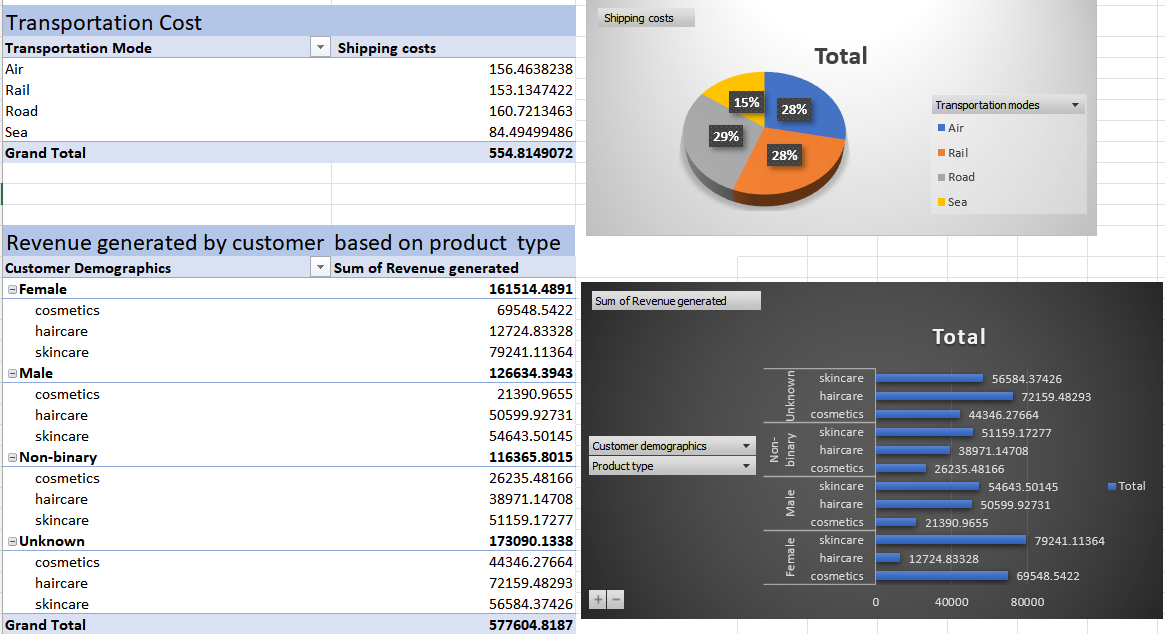 Transportation Cost
Transportation Mode Shipping costs
Air 156.4638238
Rail 153.1347422
Road 160.7213463
Sea 84.49499486
Grand Total 554.8149072
Shipping costs
Total
15%
28%
29%
28%
Transportation modes
Air
Rail
Road
Sea
Revenue generated by customer based on product type
Customer Demographics Sum of Revenue generated
Female 161514.4891
cosmetics 69548.5422
haircare 12724.83328
skincare 79241.11364
Male 126634.3943
cosmetics 21390.9655
haircare 50599.92731
skincare 54643.50145
Non-binary 116365.8015
cosmetics 26235.48166
haircare 38971.14708
skincare 51159.17277
Unknown 173090.1338
cosmetics 44346.27664
haircare 72159.48293
skincare 56584.37426
Grand Total 577604.8187
Sum of Revenue generated
Total
Customer demographics
Product type
Unknown
skincare 56584.37426
haircare 72159.48293
cosmetics 44346.27664
Non-
binary
skincare 51159.17277
haircare 38971.14708
cosmetics 26235.48166
Male
skincare 54643.50145
haircare 50599.92731
cosmetics 21390.9655
Female
skincare 79241.11364
haircare 12724.83328
cosmetics 69548.5422
Total
0 40000 80000
+ −